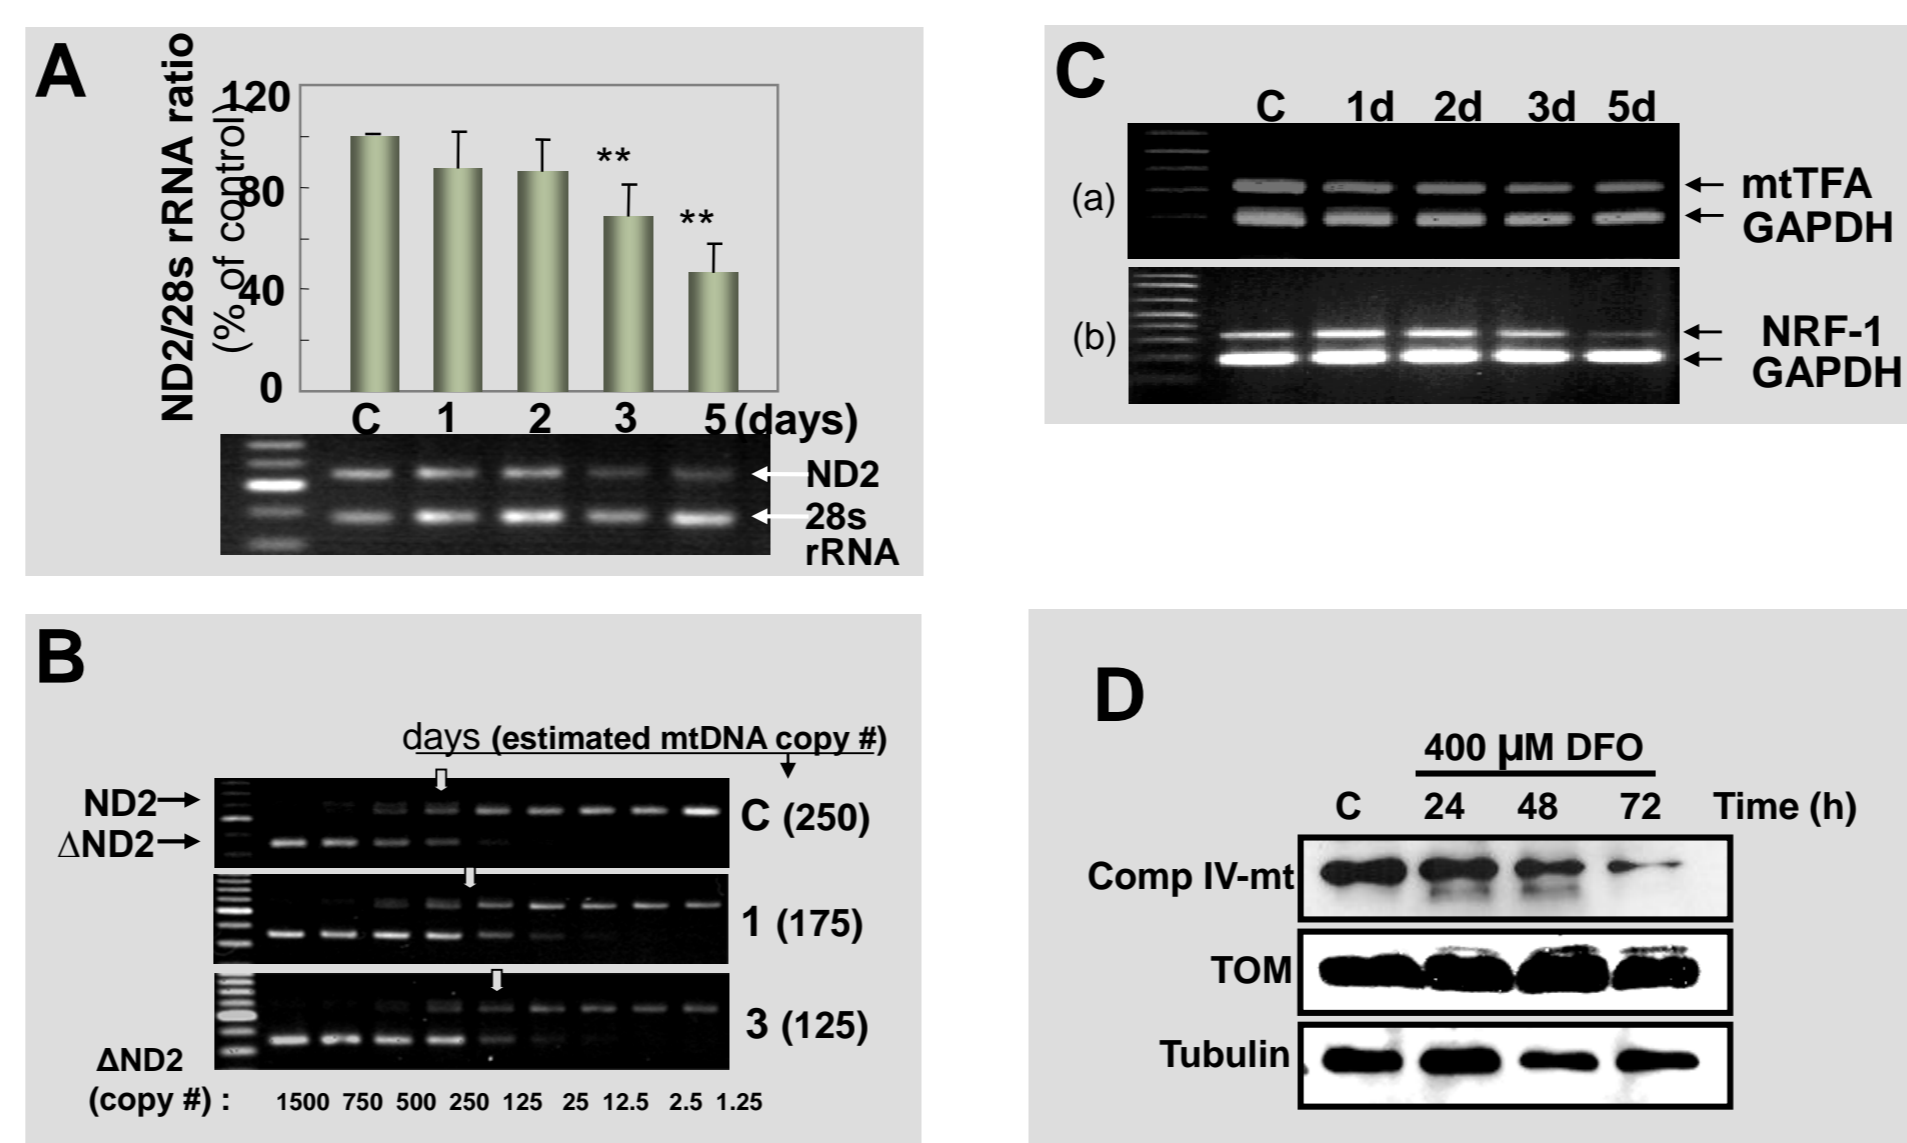 A
ND2/28s rRNA ratio
(% of control)
120
80
40
0
** 
**
C 1 2 3 5 (days)
ND2
28s
rRNA
B
days (estimated mtDNA copy #)
ND2
ΔND2
C (250)
1 (175)
3 (125)
ΔND2
(copy #) : 1500 750 500 250 125 25 12.5 2.5 1.25
C
C 1d 2d 3d 5d
(a)
mtTFA
GAPDH
(b)
NRF-1
GAPDH
D
400 µM DFO
C 24 48 72 Time (h)
Comp IV-mt
TOM
Tubulin